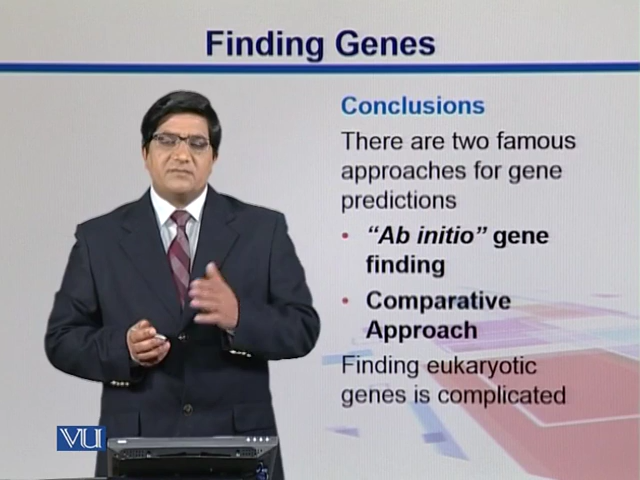 Finding Genes
Conclusions
There are two famous
approaches for gene
predictions
• “Ab initio” gene
finding
• Comparative
Approach
Finding eukaryotic
genes is complicated
VU